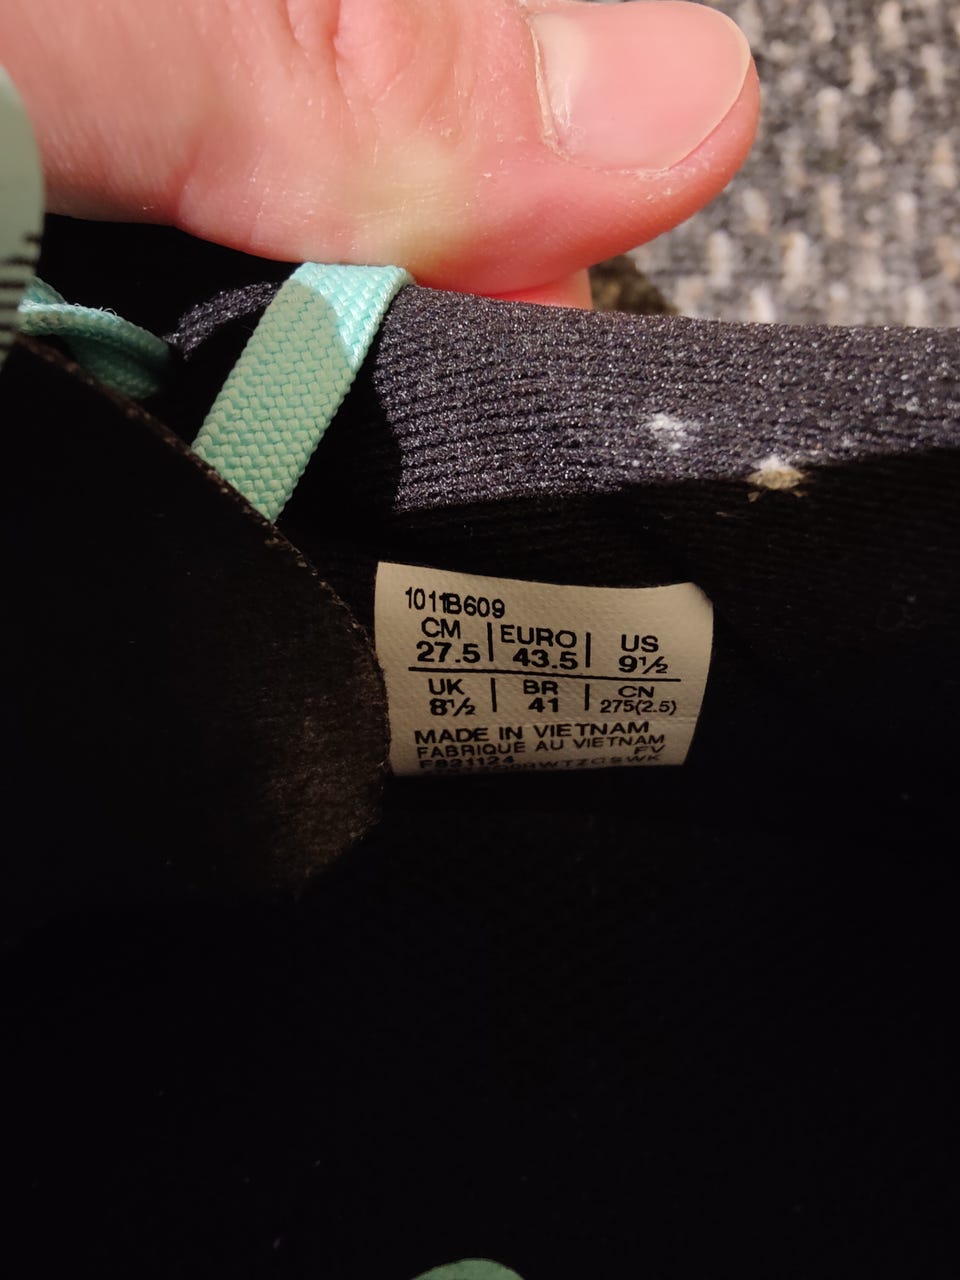 1011B609
CM | EURO | US
27.5 | 43.5 | 9½
UK | BR | CN
8½ | 41 | 275(2.5)
MADE IN VIETNAM
FABRIQUE AU VIETNAM
F821124 FV